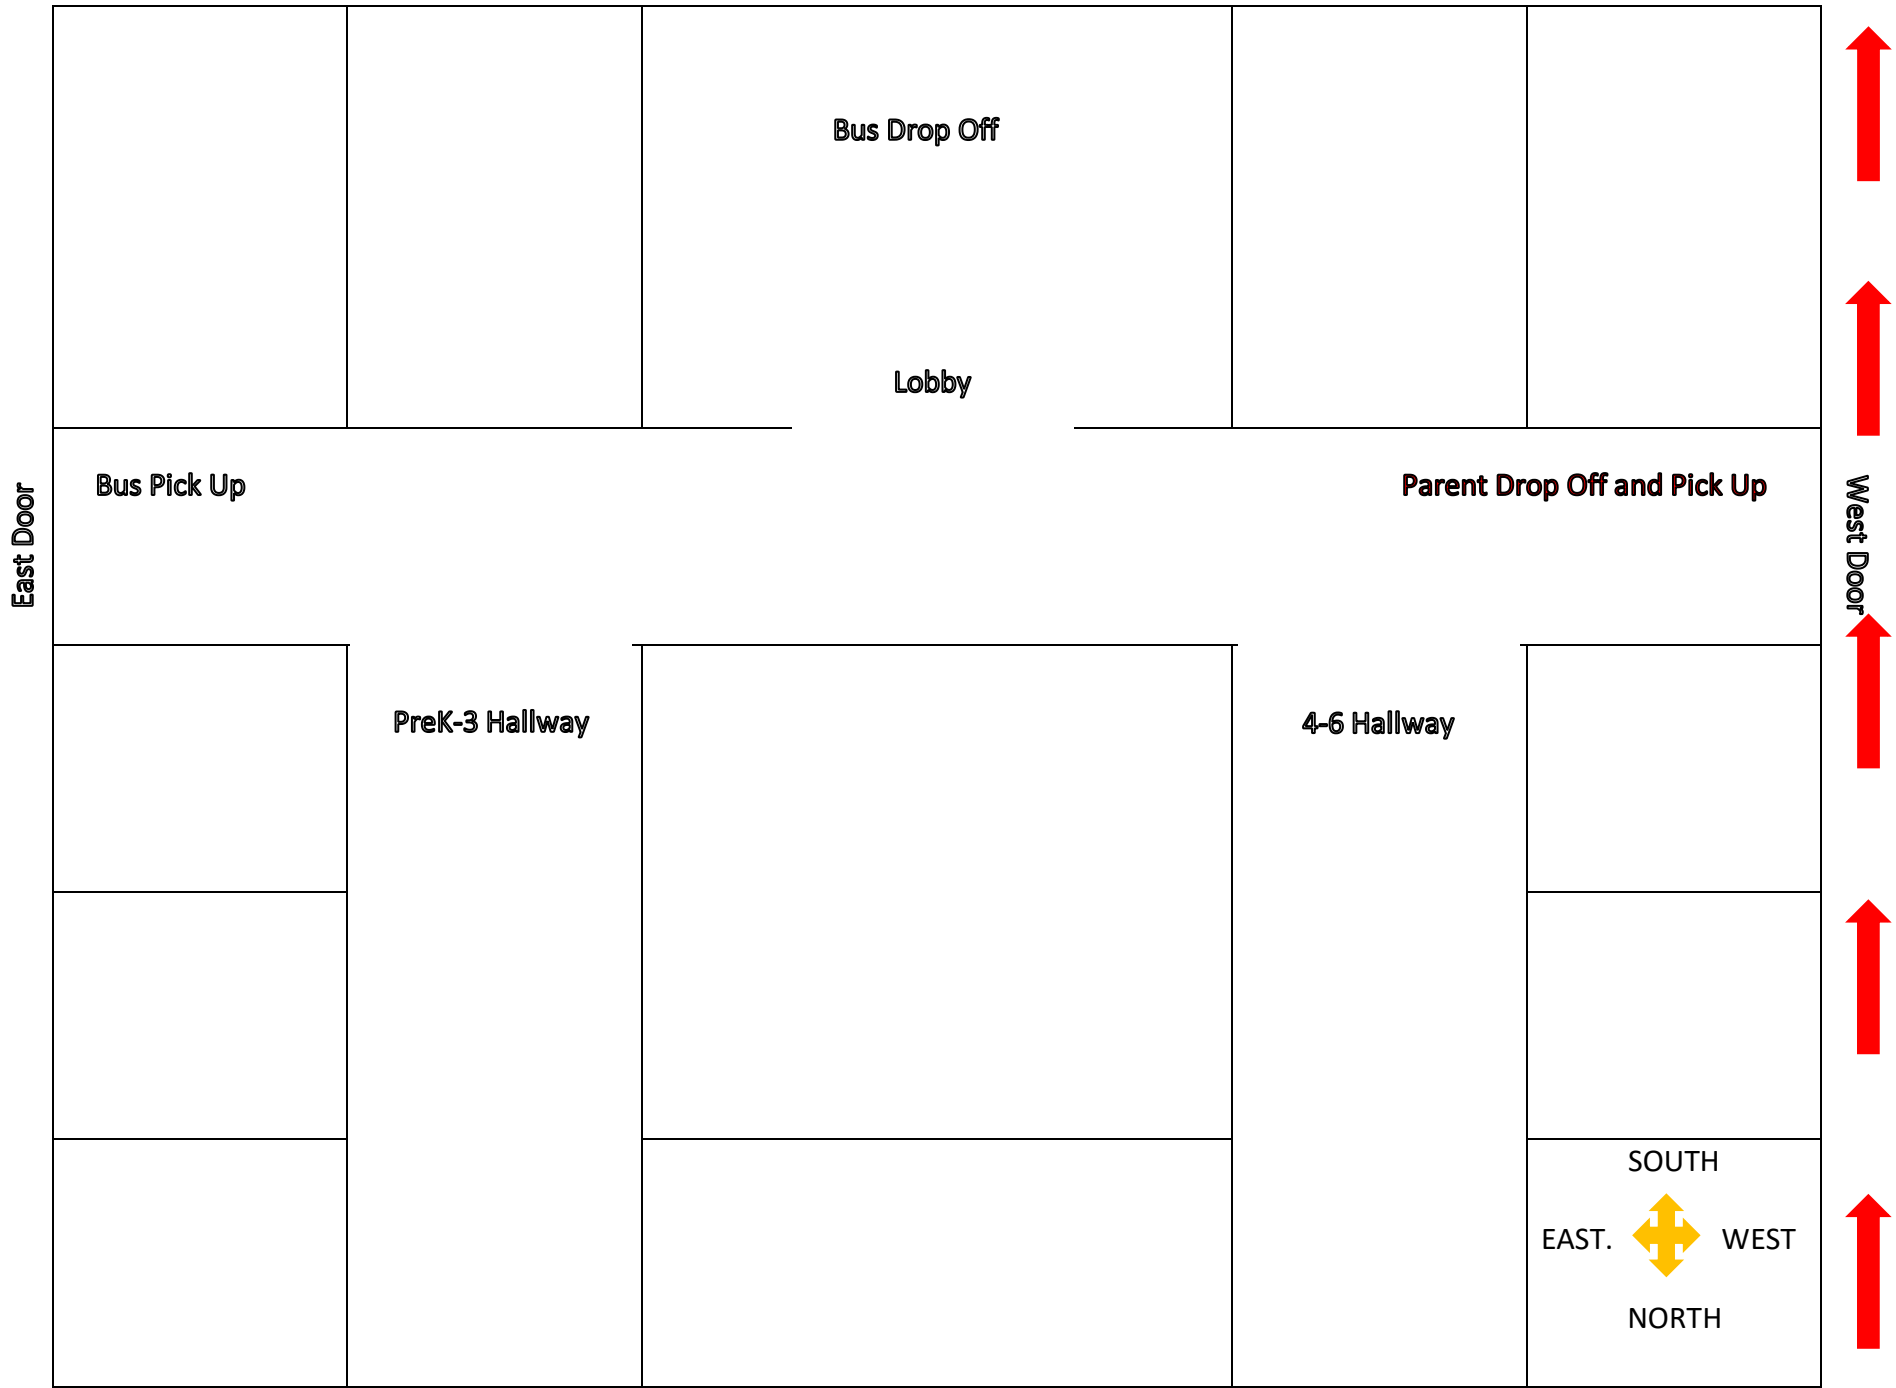 Bus Drop Off
Lobby
Bus Pick Up
Parent Drop Off and Pick Up
East Door
West Door
PreK-3 Hallway
4-6 Hallway
SOUTH
EAST.
WEST
NORTH